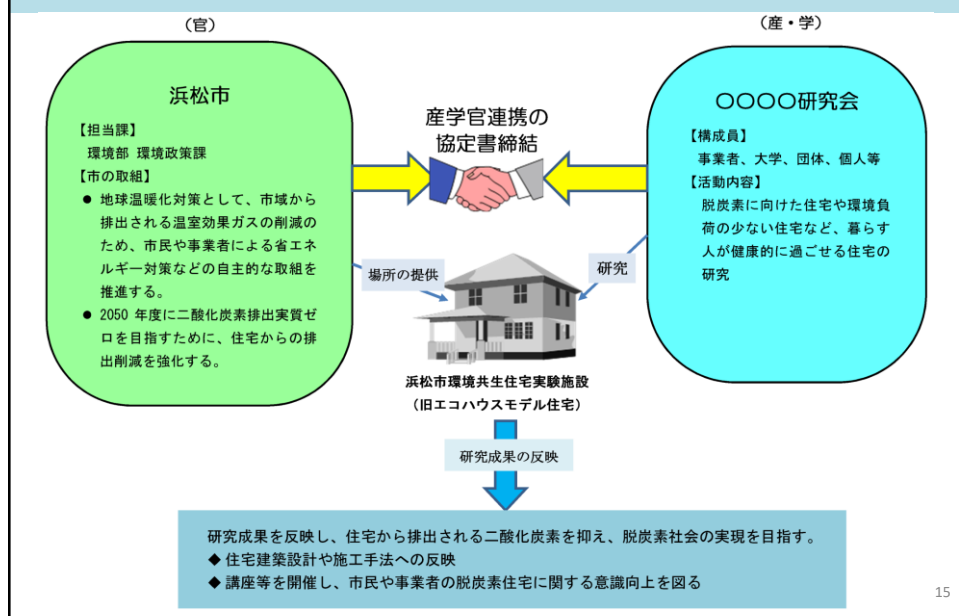 （官）
（産・学）
浜松市
【担当課】
環境部 環境政策課
【市の取組】
● 地球温暖化対策として、市域から
排出される温室効果ガスの削減の
ため、市民や事業者による省エネ
ルギー対策などの自主的な取組を
推進する。
● 2050 年度に二酸化炭素排出実質ゼ
ロを目指すために、住宅からの排
出削減を強化する。
産学官連携の
協定書締結
〇〇〇〇研究会
【構成員】
事業者、大学、団体、個人等
【活動内容】
脱炭素に向けた住宅や環境負
荷の少ない住宅など、暮らす
人が健康的に過ごせる住宅の
研究
場所の提供
研究
浜松市環境共生住宅実験施設
（旧エコハウスモデル住宅）
研究成果の反映
研究成果を反映し、住宅から排出される二酸化炭素を抑え、脱炭素社会の実現を目指す。
◆ 住宅建築設計や施工手法への反映
◆ 講座等を開催し、市民や事業者の脱炭素住宅に関する意識向上を図る
15